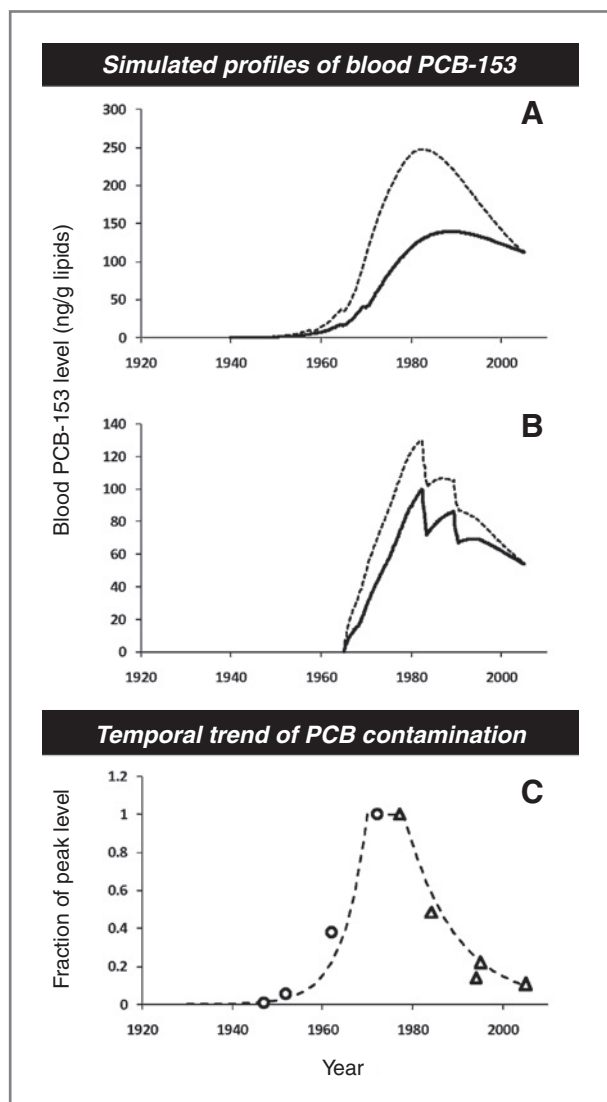 Simulated profiles of blood PCB-153
A
300
250
200
150
100
50
0
1920 1940 1960 1980 2000
Blood PCB-153 level (ng/g lipids)
B
140
120
100
80
60
40
20
0
1920 1940 1960 1980 2000
Temporal trend of PCB contamination
C
1.2
1
0.8
0.6
0.4
0.2
0
1920 1940 1960 1980 2000
Fraction of peak level
Year